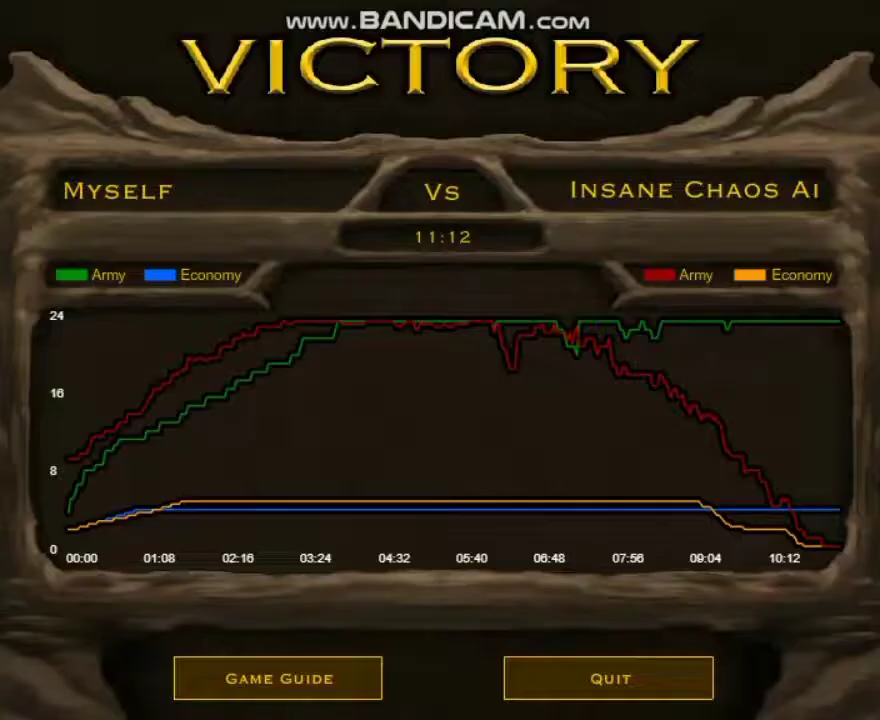 www.BANDICAM.com
VICTORY
MYSELF VS INSANE CHAOS AI
11:12
Army Economy Army Economy
24
16
8
0
00:00 01:08 02:16 03:24 04:32 05:40 06:48 07:56 09:04 10:12
GAME GUIDE QUIT